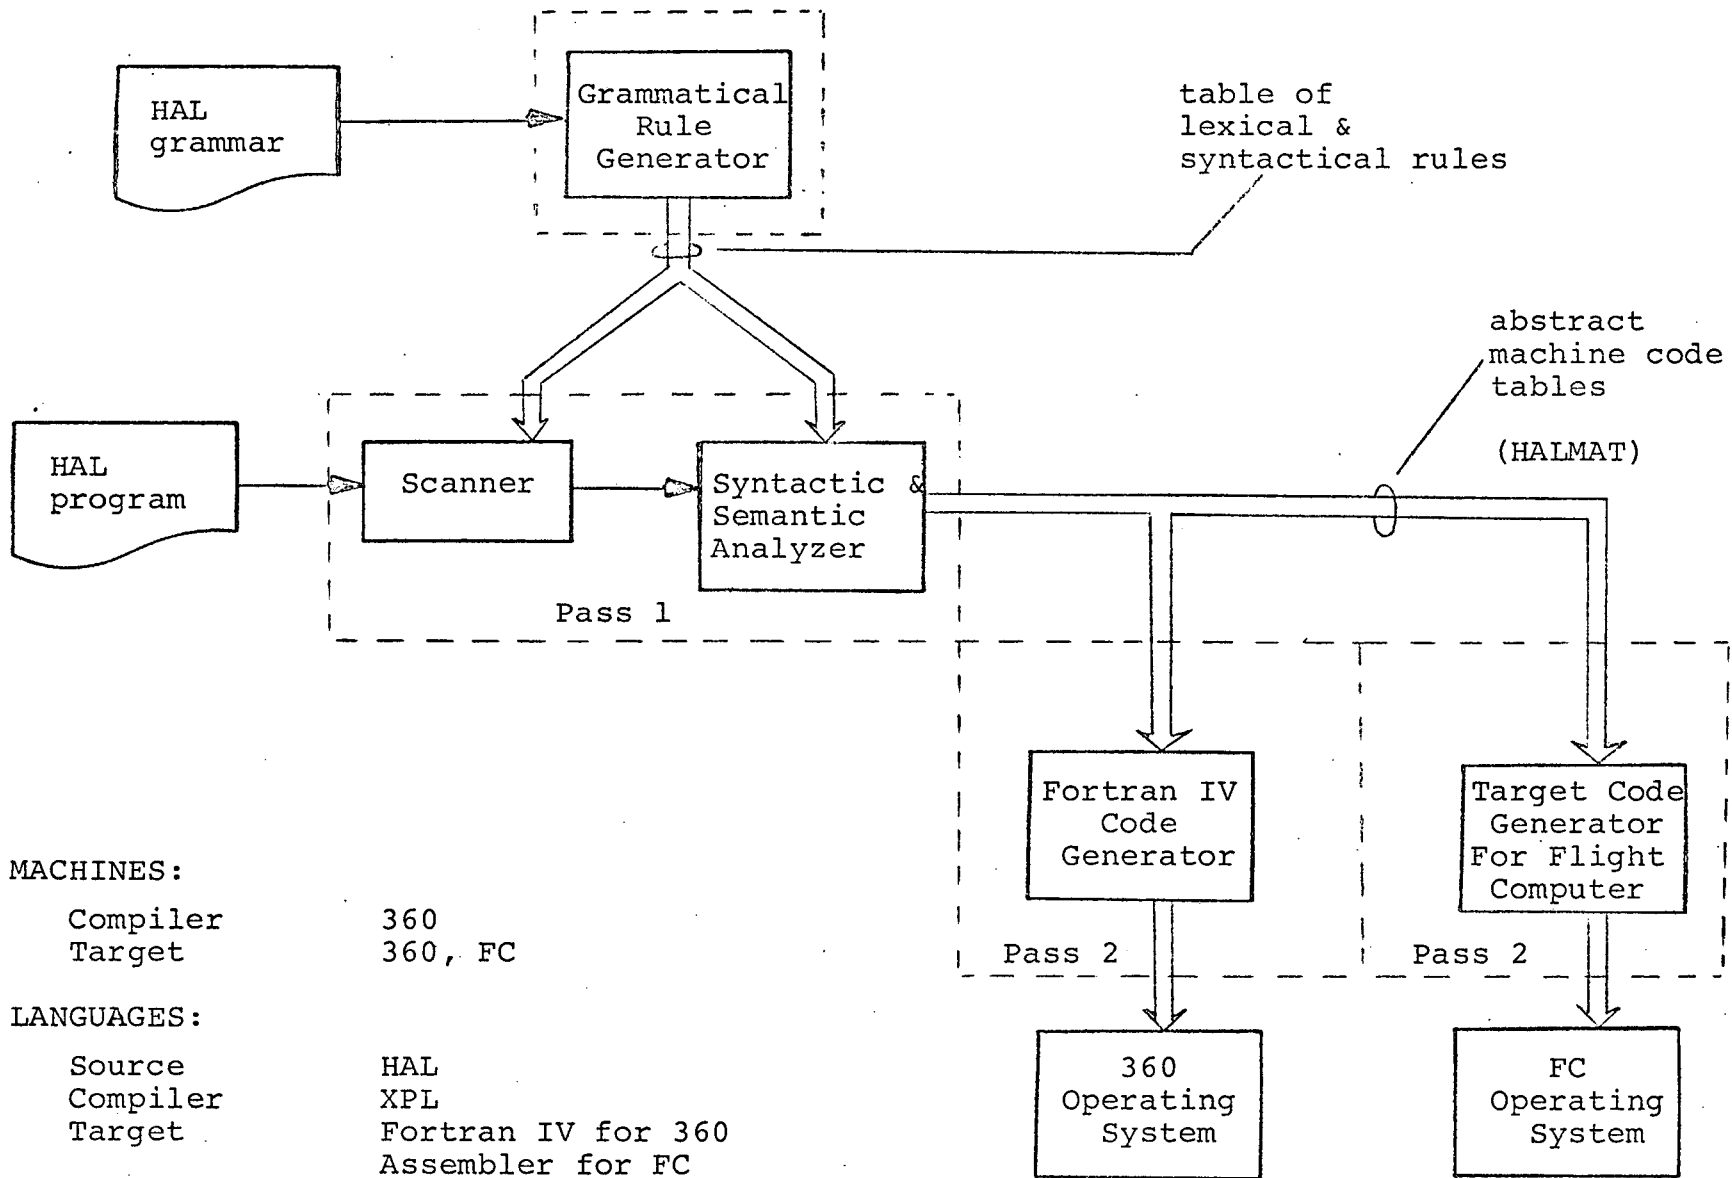 HAL
grammar
Grammatical
Rule
Generator
table of
lexical &
syntactical rules
abstract
machine code
tables
(HALMAT)
HAL
program
Scanner
Syntactic &
Semantic
Analyzer
Pass 1
Fortran IV
Code
Generator
Target Code
Generator
For Flight
Computer
Pass 2
Pass 2
360
Operating
System
FC
Operating
System
MACHINES:
Compiler 360
Target 360, FC
LANGUAGES:
Source HAL
Compiler XPL
Target Fortran IV for 360
Assembler for FC